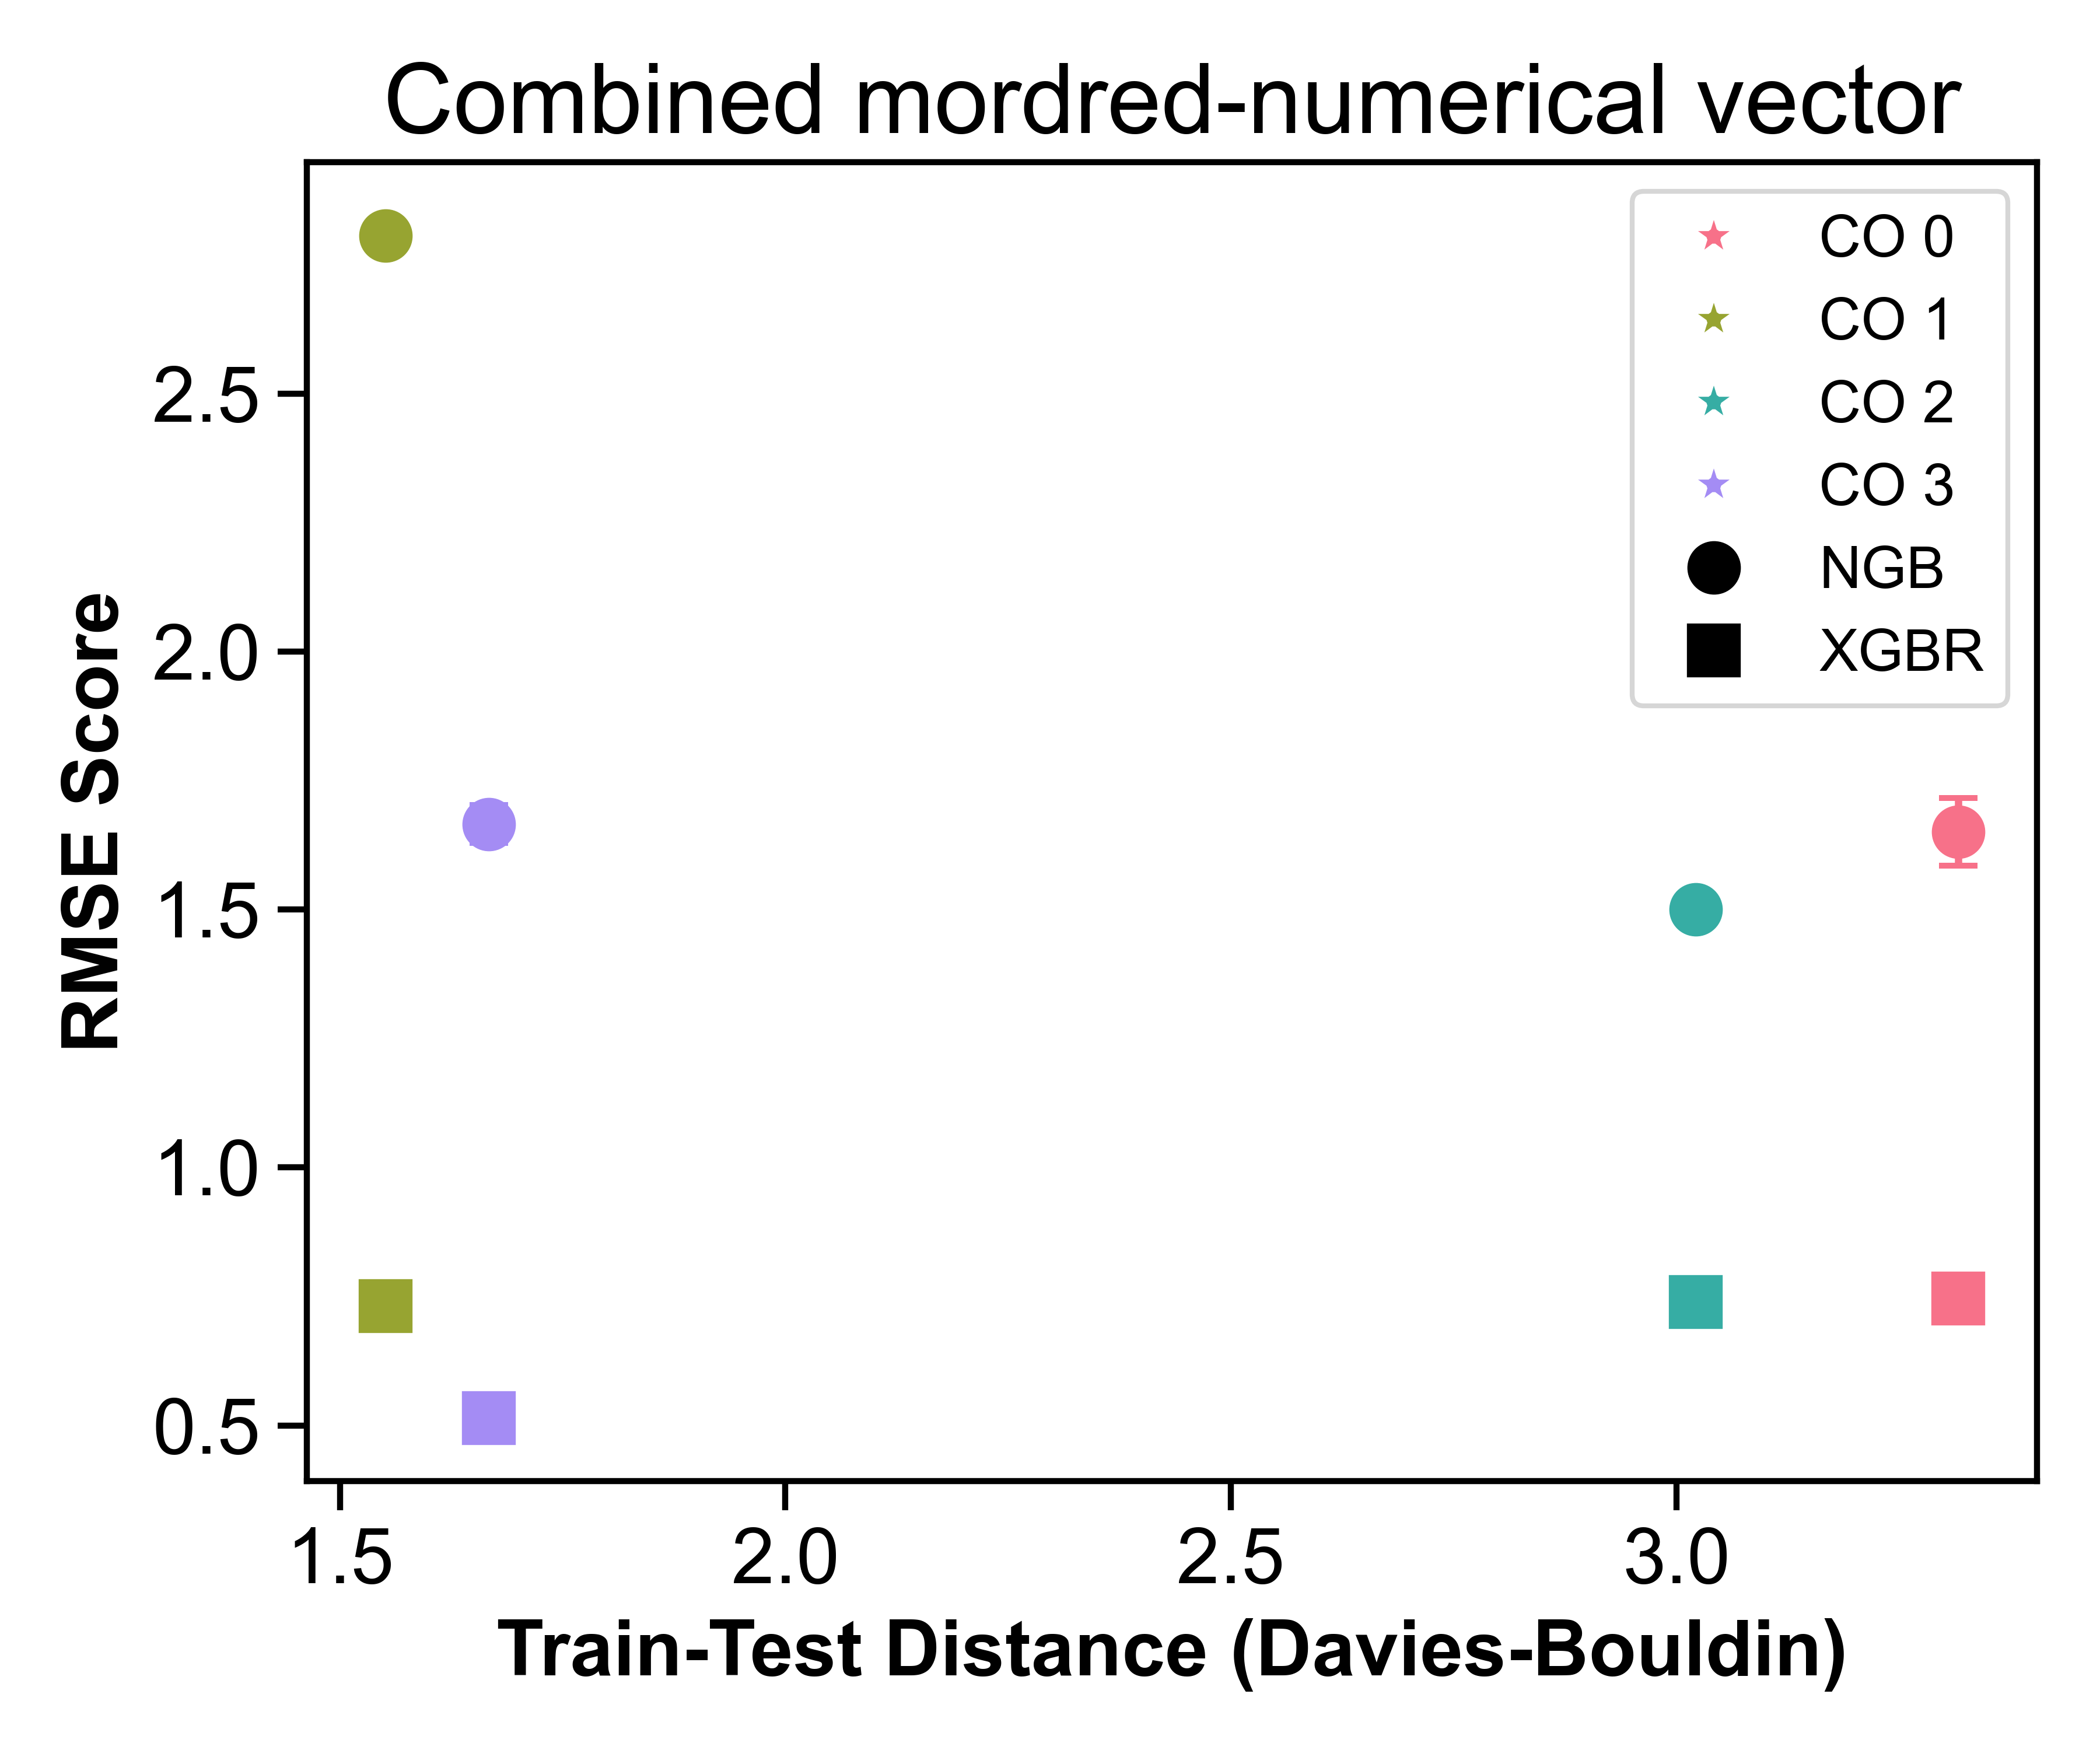 Combined mordred-numerical vector
CO 0
CO 1
CO 2
CO 3
NGB
XGBR
RMSE Score
2.5
2.0
1.5
1.0
0.5
1.5 2.0 2.5 3.0
Train-Test Distance (Davies-Bouldin)